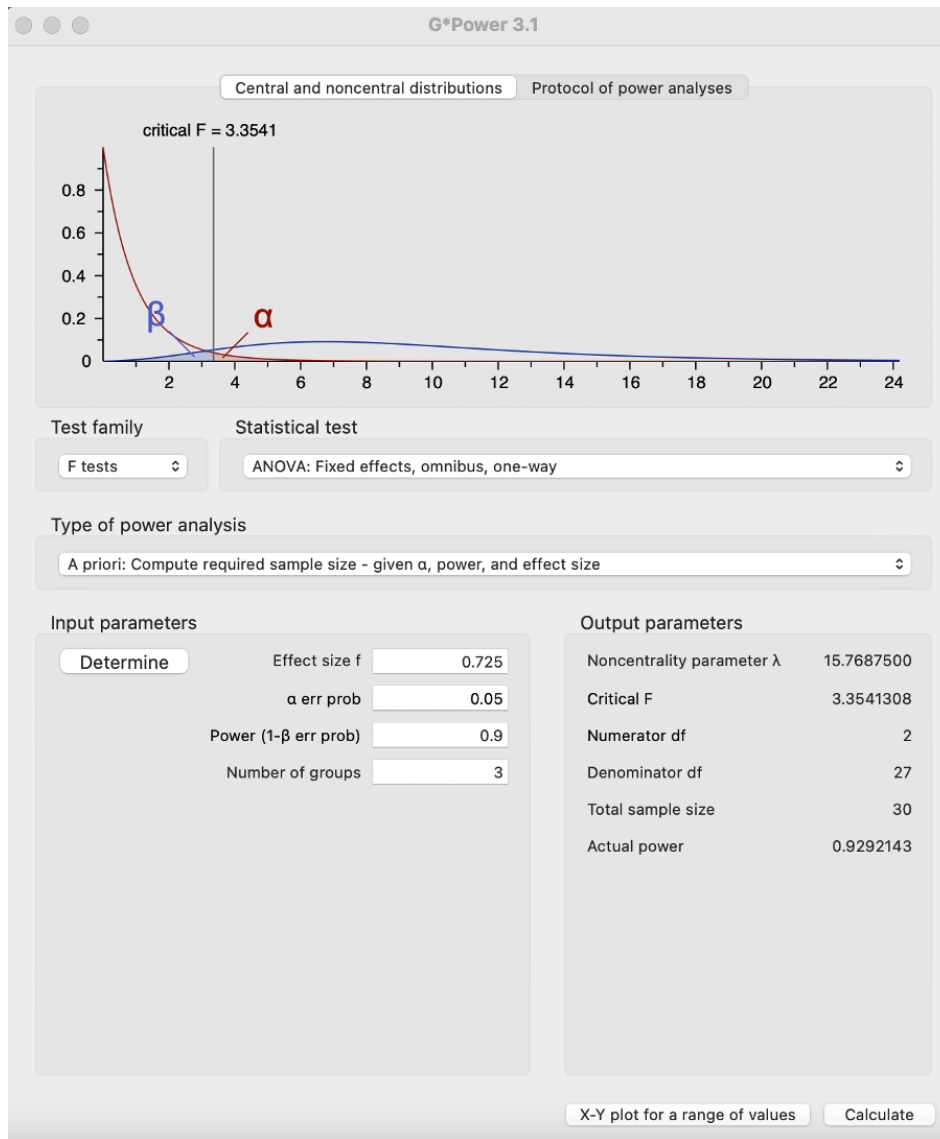 G*Power 3.1
Central and noncentral distributions
Protocol of power analyses
critical F = 3.3541
0.8
0.6
0.4
0.2
0
β
α
2 4 6 8 10 12 14 16 18 20 22 24
Test family
Statistical test
F tests
ANOVA: Fixed effects, omnibus, one-way
Type of power analysis
A priori: Compute required sample size - given α, power, and effect size
Input parameters
Determine
Effect size f 0.725
α err prob 0.05
Power (1-β err prob) 0.9
Number of groups 3
Output parameters
Noncentrality parameter λ 15.7687500
Critical F 3.3541308
Numerator df 2
Denominator df 27
Total sample size 30
Actual power 0.9292143
X-Y plot for a range of values
Calculate